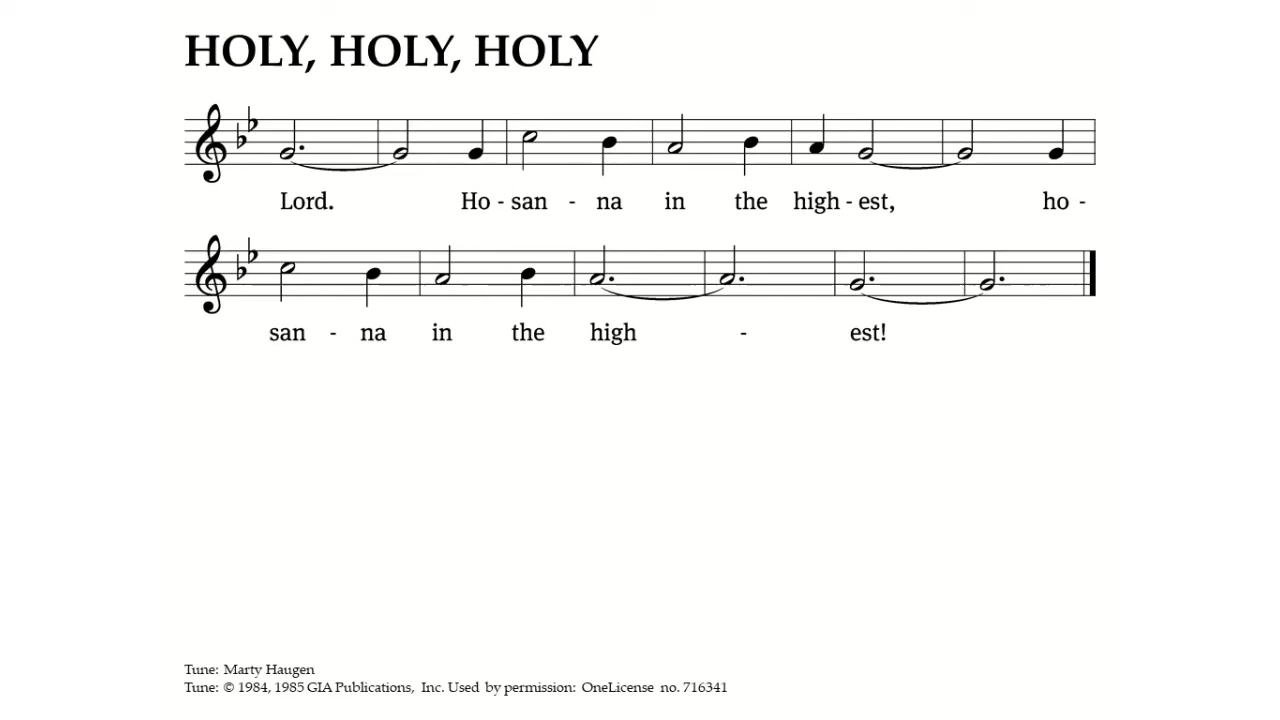 HOLY, HOLY, HOLY
Lord. Ho - san - na in the high - est, ho -
san - na in the high - est!
Tune: Marty Haugen
Tune: © 1984, 1985 GIA Publications, Inc. Used by permission: OneLicense no. 716341